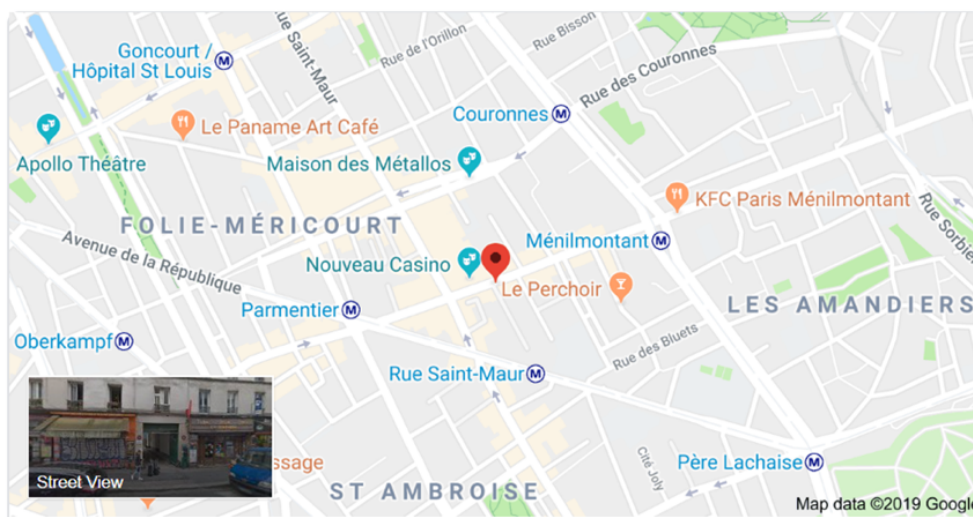 Rue Saint-Maur
Rue de l'Orillon
Rue Bisson
Goncourt /
Hôpital St Louis
M
Rue des Couronnes
Couronnes
M
Le Paname Art Café
Apollo Théâtre
Maison des Métallos
KFC Paris Ménilmontant
Rue Sorbier
FOLIE-MÉRICOURT
Avenue de la République
Ménilmontant
M
Nouveau Casino
Le Perchoir
LES AMANDIERS
Parmentier
M
Oberkampf
M
Rue des Bluets
Rue Saint-Maur
M
Cité Joly
Père Lachaise
M
ssage
ST AMBROISE
Street View
Map data ©2019 Google